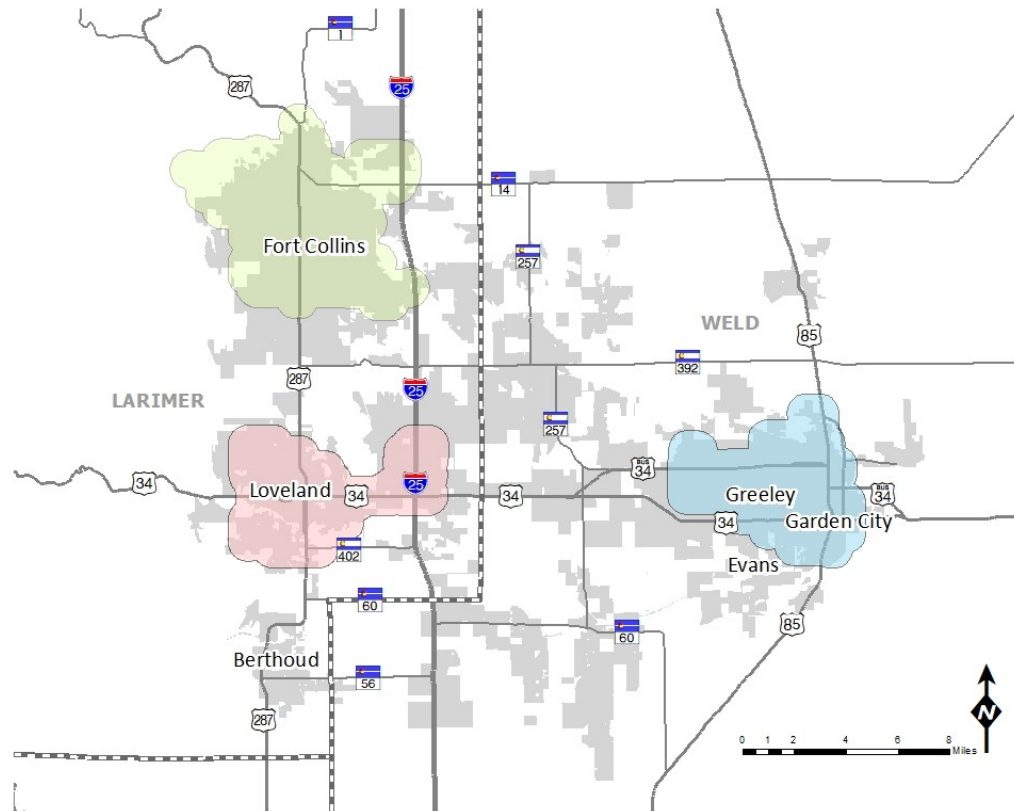 1
287
25
14
Fort Collins
257
WELD
85
392
287
25
LARIMER
257
BUS
34
25
34
Loveland
34
34
Greeley
BUS
34
34
Garden City
402
Evans
60
85
60
Berthoud
56
287
N
0 1 2 4 6 8
Miles